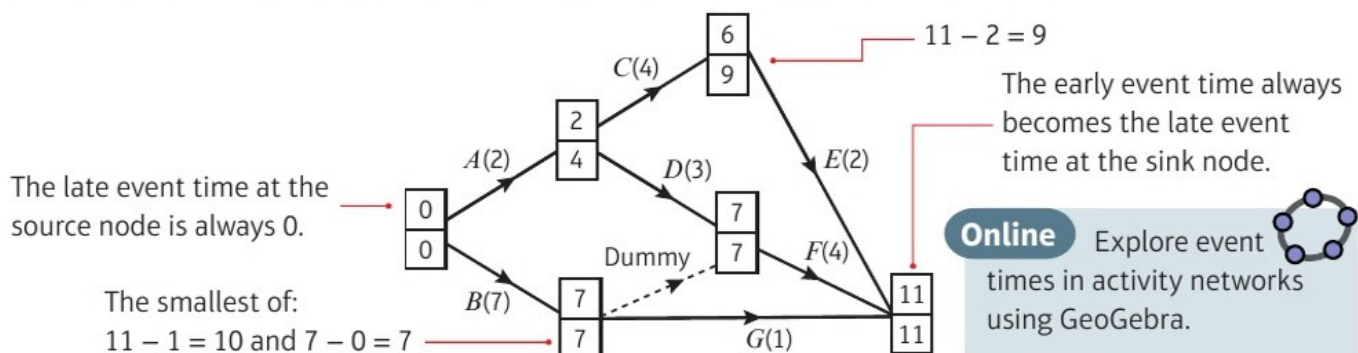 6
9
11 – 2 = 9
C(4)
The early event time always
becomes the late event
time at the sink node.
2
4
A(2)
E(2)
D(3)
The late event time at the
source node is always 0.
0
0
7
7
Dummy
F(4)
Online Explore event
times in activity networks
using GeoGebra.
B(7)
The smallest of:
11 – 1 = 10 and 7 – 0 = 7
7
7
G(1)
11
11